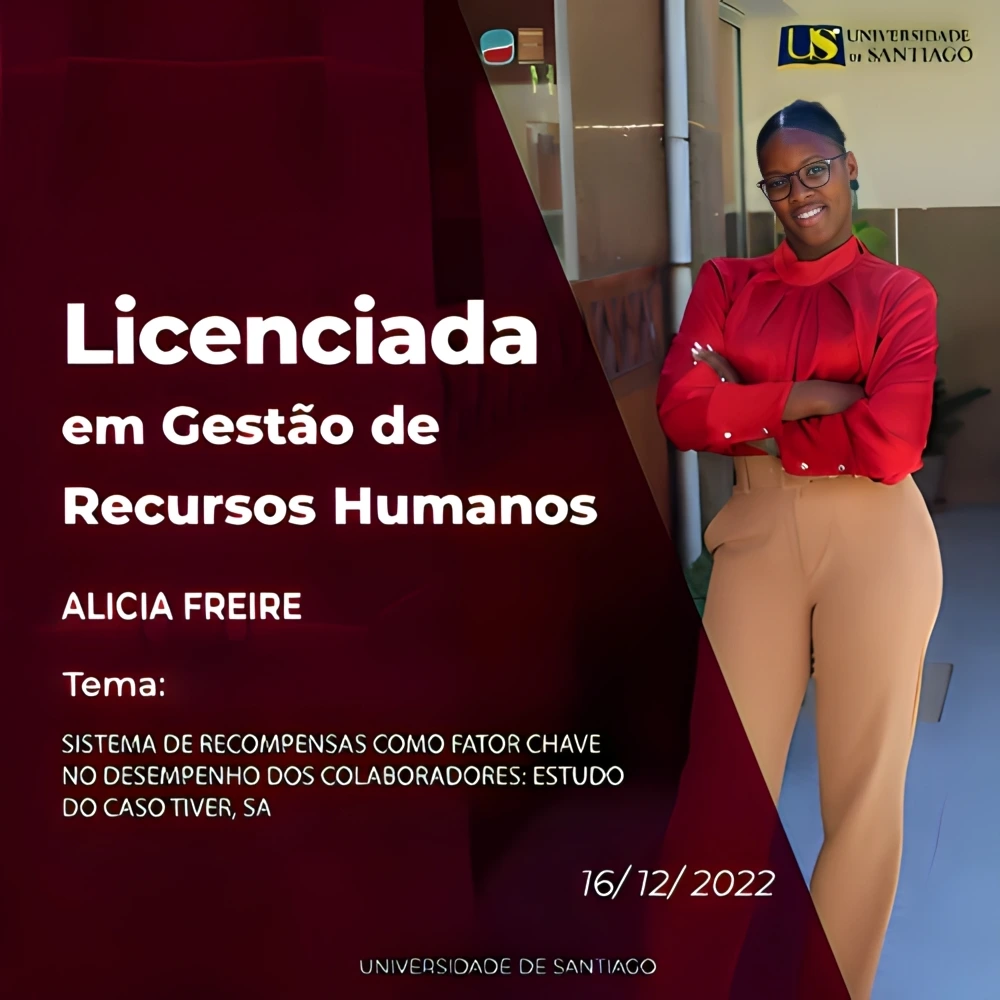 US UNIVERSIDADE
DE SANTIAGO
Licenciada
em Gestão de
Recursos Humanos
ALICIA FREIRE
Tema:
SISTEMA DE RECOMPENSAS COMO FATOR CHAVE
NO DESEMPENHO DOS COLABORADORES: ESTUDO
DO CASO TIVER, SA
16/ 12/ 2022
UNIVERSIDADE DE SANTIAGO